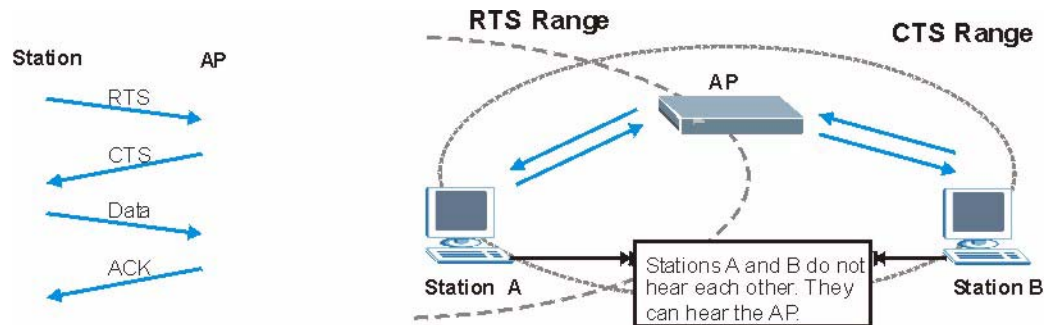 RTS Range
CTS Range
Station
AP
AP
RTS
CTS
Data
ACK
Station A
Stations A and B do not
hear each other. They
can hear the AP.
Station B